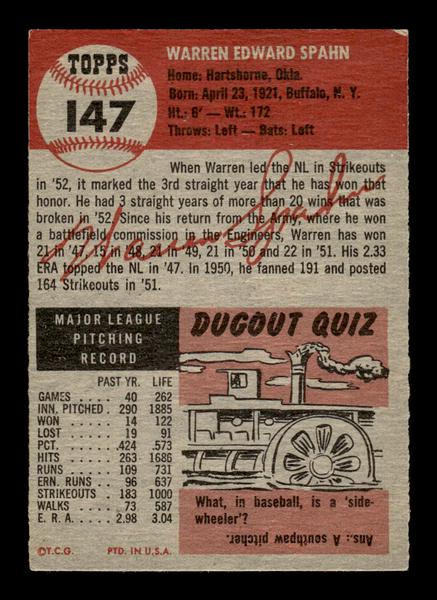 TOPPS
147
WARREN EDWARD SPAHN
Home: Hartshorne, Okla.
Born: April 23, 1921, Buffalo, N. Y.
Ht.: 6' — Wt.: 172
Throws: Left — Bats: Left
When Warren led the NL in Strikeouts
in '52, it marked the 3rd straight year that he has won that
honor. He had 3 straight years of more than 20 wins that was
broken in '52. Since his return from the Army, where he won
a battlefield commission in the Engineers, Warren has won
21 in '47, 15 in '48, 21 in '49, 21 in '50 and 22 in '51. His 2.33
ERA topped the NL in '47. In 1950, he fanned 191 and posted
164 Strikeouts in '51.
Warren Spahn
MAJOR LEAGUE
PITCHING
RECORD
PAST YR. LIFE
GAMES 40 262
INN. PITCHED 290 1885
WON 14 122
LOST 19 91
PCT. .424 .573
HITS 263 1686
RUNS 109 731
ERN. RUNS 96 637
STRIKEOUTS 183 1000
WALKS 73 587
E. R. A. 2.98 3.04
©T.C.G. PTD. IN U.S.A.
DUGOUT QUIZ
What, in baseball, is a 'side-
wheeler'?
Ans.: A southpaw pitcher.